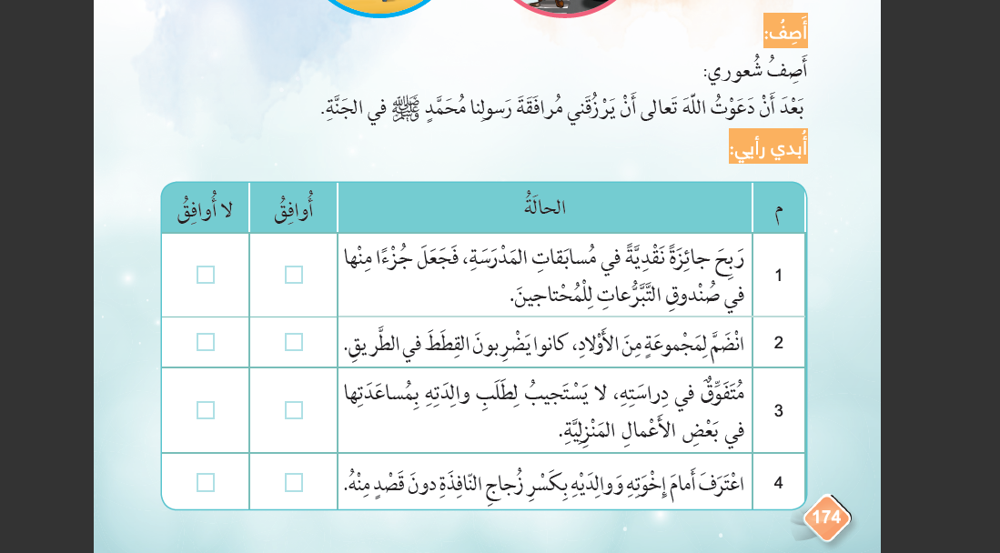 أَصِفُ:
أَصِفُ شُعوري:
بَعْدَ أَنْ دَعَوْتُ اللّهَ تَعالى أَنْ يَرْزُقَني مُرافَقَةَ رَسولِنا مُحَمَّدٍ ﷺ في الجَنَّةِ.
أُبدي رأيي:
م الحالَةُ أُوافِقُ لا أُوافِقُ
1 رَبِحَ جائِزَةً نَقْدِيَّةً في مُسابَقاتِ المَدْرَسَةِ، فَجَعَلَ جُزْءًا مِنْها
في صُنْدوقِ التَّبَّرُّعاتِ لِلْمُحْتاجينَ.
2 انْضَمَّ لِمَجْموعَةٍ مِنَ الأَوْلادِ، كانوا يَضْرِبونَ القِطَطَ في الطَّريقِ.
3 مُتَفَوِّقٌ في دِراسَتِهِ، لا يَسْتَجيبُ لِطَلَبِ والِدَتِهِ بِمُساعَدَتِها
في بَعْضِ الأَعْمالِ المَنْزِلِيَّةِ.
4 اعْتَرَفَ أَمامَ إِخْوَتِهِ وَوالِدَيْهِ بِكَسْرِ زُجاجِ النّافِذَةِ دونَ قَصْدٍ مِنْهُ.
174